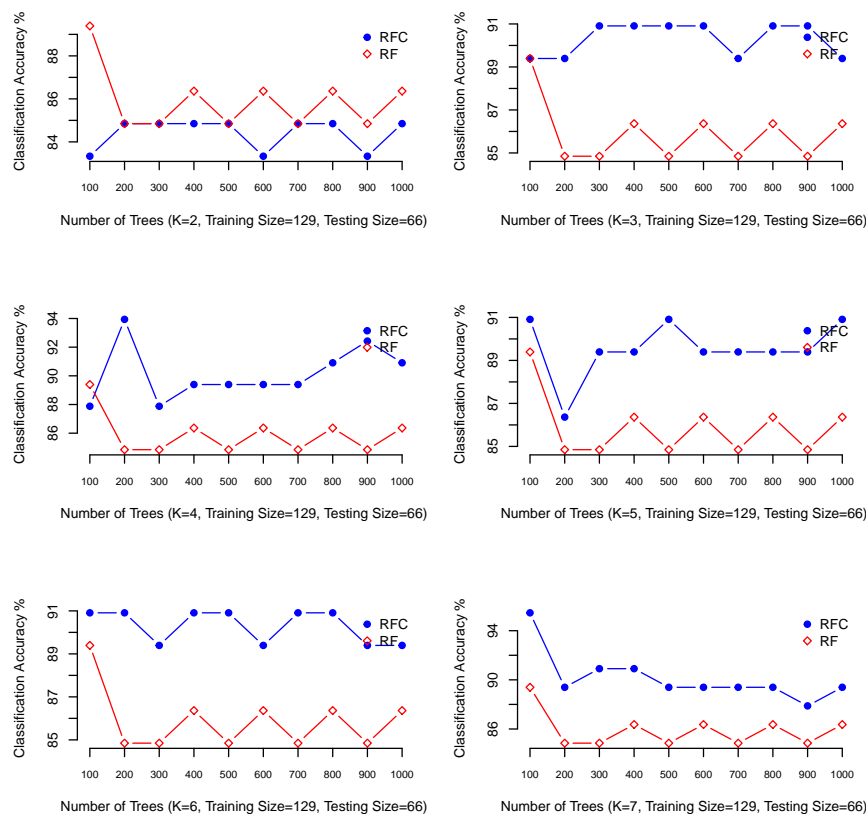 Classification Accuracy %
88
86
84
RFC
RF
100 200 300 400 500 600 700 800 900 1000
Number of Trees (K=2, Training Size=129, Testing Size=66)
Classification Accuracy %
91
89
87
85
RFC
RF
100 200 300 400 500 600 700 800 900 1000
Number of Trees (K=3, Training Size=129, Testing Size=66)
Classification Accuracy %
94
92
90
88
86
RFC
RF
100 200 300 400 500 600 700 800 900 1000
Number of Trees (K=4, Training Size=129, Testing Size=66)
Classification Accuracy %
91
89
87
85
RFC
RF
100 200 300 400 500 600 700 800 900 1000
Number of Trees (K=5, Training Size=129, Testing Size=66)
Classification Accuracy %
91
89
87
85
RFC
RF
100 200 300 400 500 600 700 800 900 1000
Number of Trees (K=6, Training Size=129, Testing Size=66)
Classification Accuracy %
94
90
86
RFC
RF
100 200 300 400 500 600 700 800 900 1000
Number of Trees (K=7, Training Size=129, Testing Size=66)